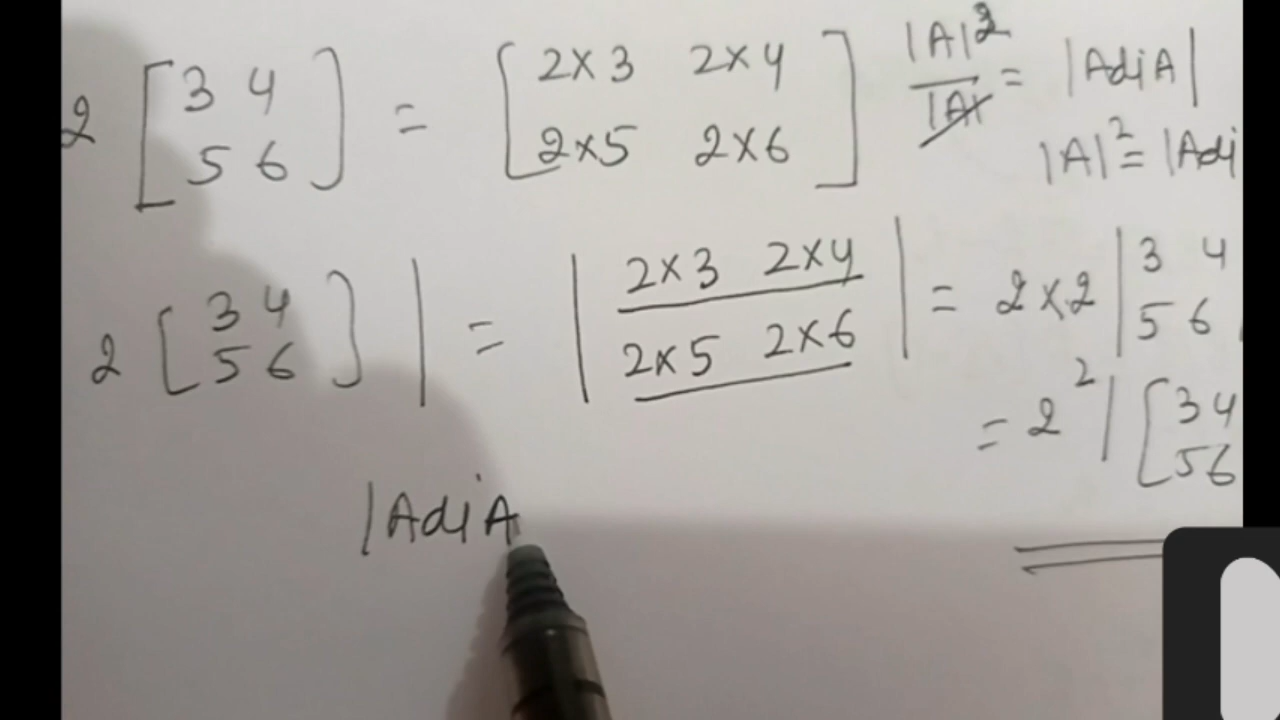 2 [ 3 4 = [ 2×3 2×4 ]
5 6 ] 2×5 2×6
|A|³ / |A| = |AdjA|
|A|² = |Adj
2 [ 3 4 ] | = | 2×3 2×4 | = 2×2 | 3 4
5 6 2×5 2×6 5 6
= 2² | [ 3 4
5 6
|AdjA